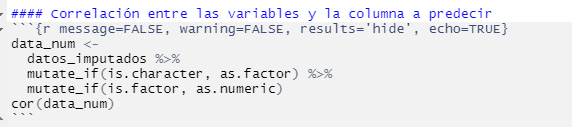 #### Correlación entre las variables y la columna a predecir
```{r message=FALSE, warning=FALSE, results='hide', echo=TRUE}
data_num <-
  datos_imputados %>%
  mutate_if(is.character, as.factor) %>%
  mutate_if(is.factor, as.numeric)
cor(data_num)
```